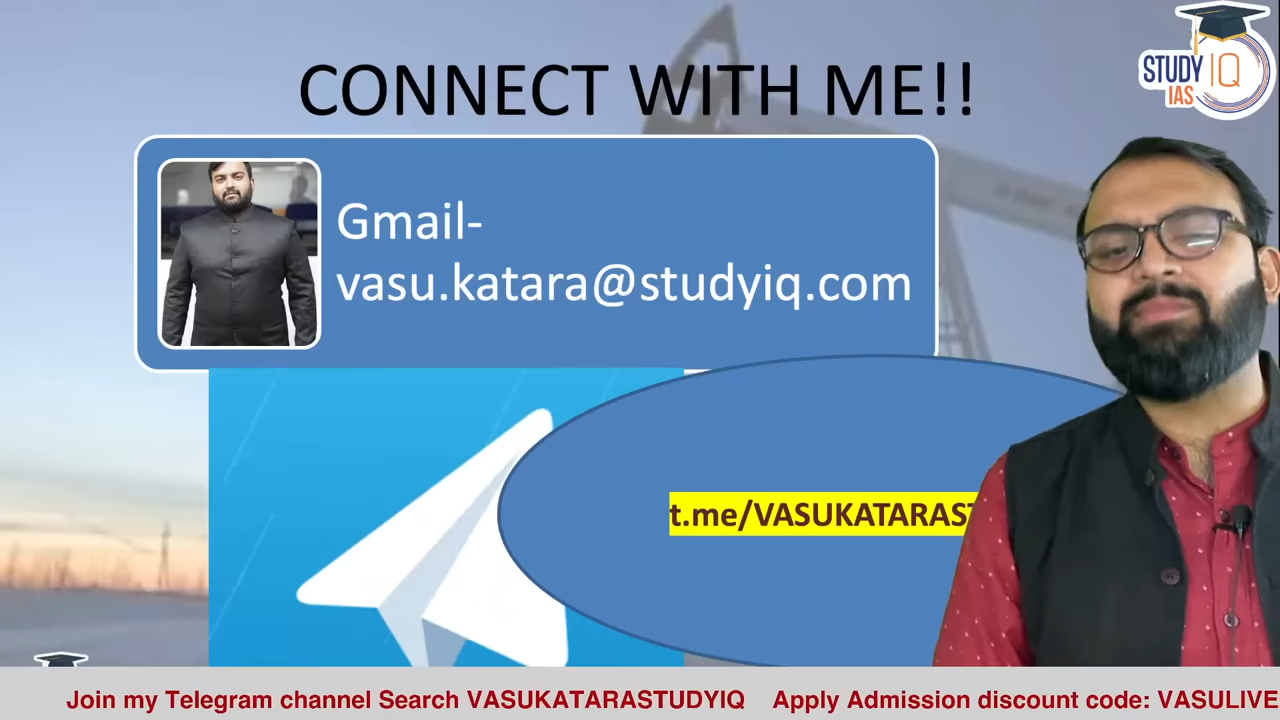 CONNECT WITH ME!!
STUDY IQ
IAS
Gmail-
vasu.katara@studyiq.com
t.me/VASUKATARAST
Join my Telegram channel Search VASUKATARASTUDYIQ Apply Admission discount code: VASULIVE